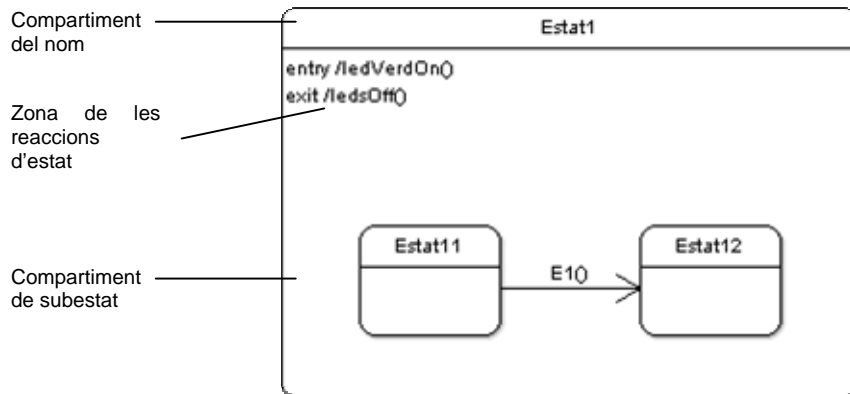 Compartiment
del nom
Estat1
entry /ledVerdOn()
exit /ledsOff()
Zona de les
reaccions
d'estat
Estat11
Estat12
E1()
Compartiment
de subestat